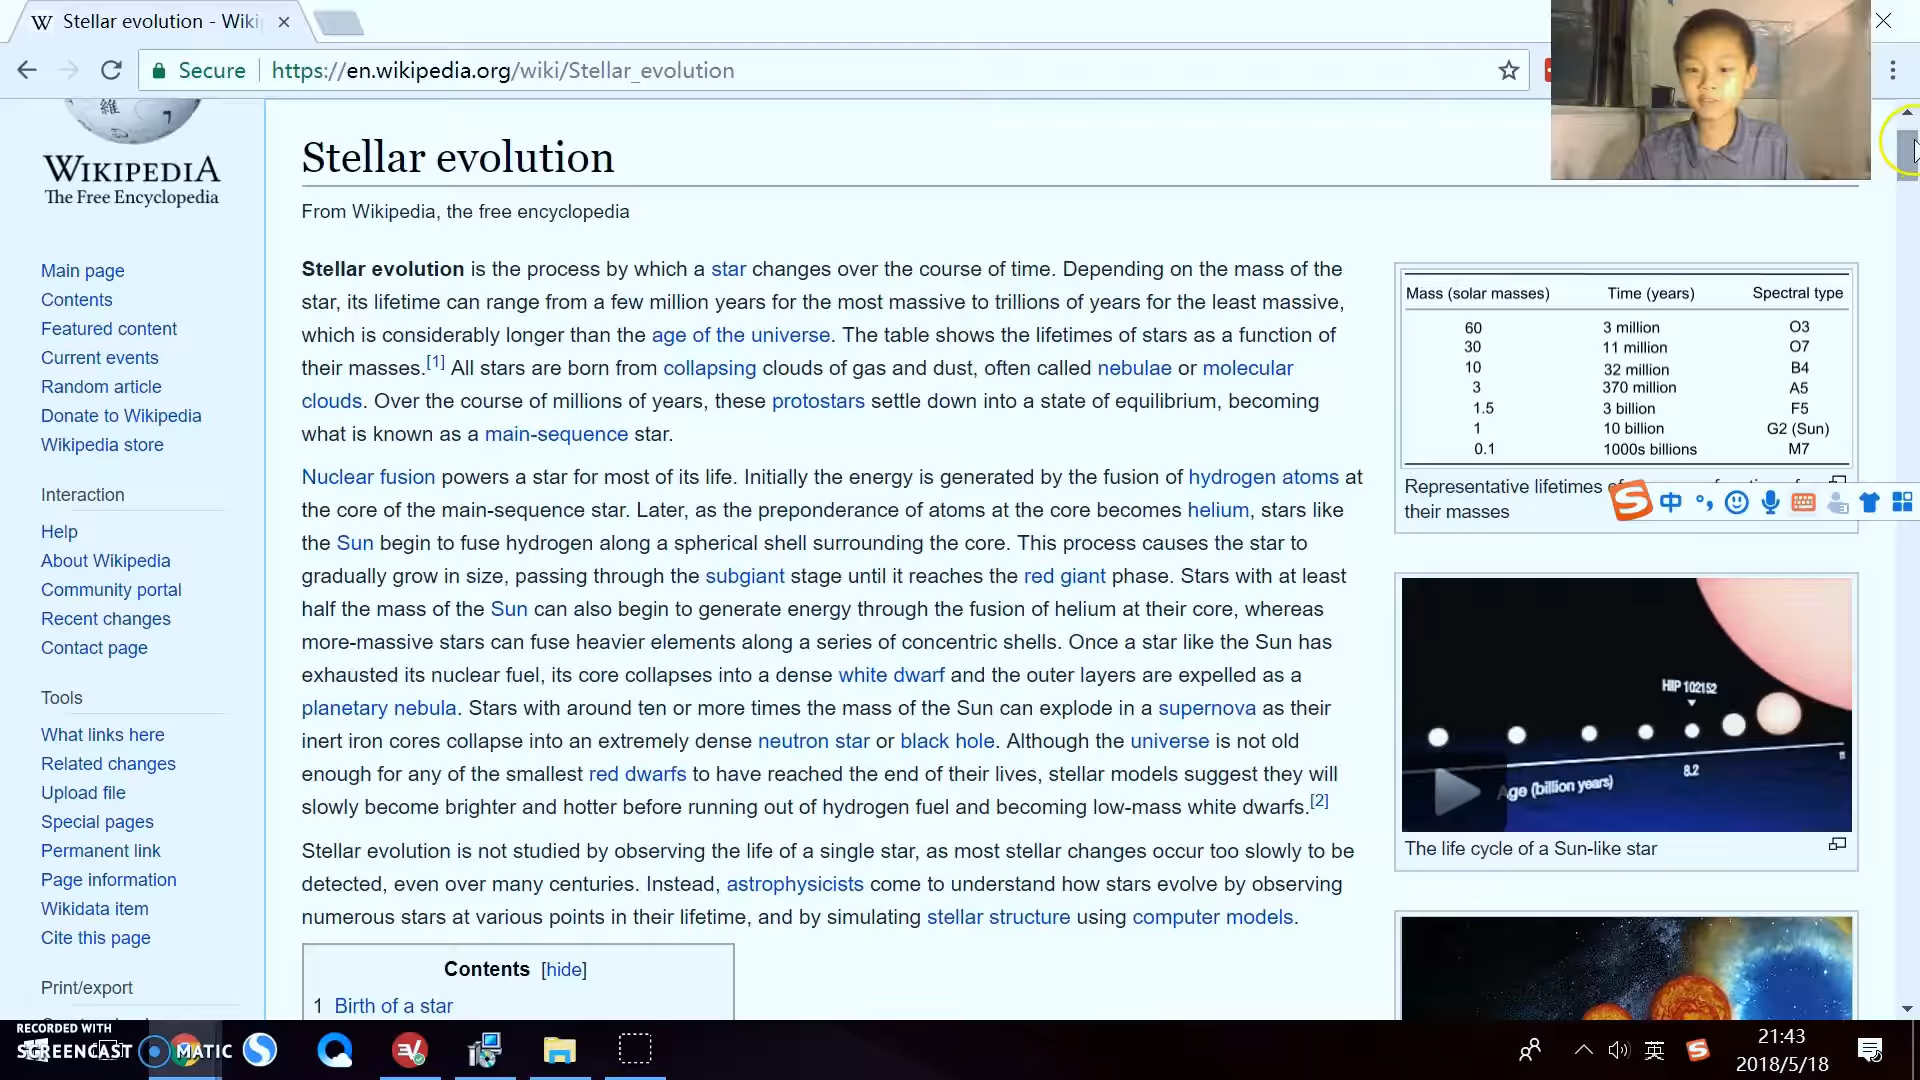 Stellar evolution - Wiki
Secure
https://en.wikipedia.org/wiki/Stellar_evolution
維
WIKIPEDIA
The Free Encyclopedia
Main page
Contents
Featured content
Current events
Random article
Donate to Wikipedia
Wikipedia store
Interaction
Help
About Wikipedia
Community portal
Recent changes
Contact page
Tools
What links here
Related changes
Upload file
Special pages
Permanent link
Page information
Wikidata item
Cite this page
Print/export
Stellar evolution
From Wikipedia, the free encyclopedia
Stellar evolution is the process by which a star changes over the course of time. Depending on the mass of the
star, its lifetime can range from a few million years for the most massive to trillions of years for the least massive,
which is considerably longer than the age of the universe. The table shows the lifetimes of stars as a function of
their masses.[1] All stars are born from collapsing clouds of gas and dust, often called nebulae or molecular
clouds. Over the course of millions of years, these protostars settle down into a state of equilibrium, becoming
what is known as a main-sequence star.
Nuclear fusion powers a star for most of its life. Initially the energy is generated by the fusion of hydrogen atoms at
the core of the main-sequence star. Later, as the preponderance of atoms at the core becomes helium, stars like
the Sun begin to fuse hydrogen along a spherical shell surrounding the core. This process causes the star to
gradually grow in size, passing through the subgiant stage until it reaches the red giant phase. Stars with at least
half the mass of the Sun can also begin to generate energy through the fusion of helium at their core, whereas
more-massive stars can fuse heavier elements along a series of concentric shells. Once a star like the Sun has
exhausted its nuclear fuel, its core collapses into a dense white dwarf and the outer layers are expelled as a
planetary nebula. Stars with around ten or more times the mass of the Sun can explode in a supernova as their
inert iron cores collapse into an extremely dense neutron star or black hole. Although the universe is not old
enough for any of the smallest red dwarfs to have reached the end of their lives, stellar models suggest they will
slowly become brighter and hotter before running out of hydrogen fuel and becoming low-mass white dwarfs.[2]
Stellar evolution is not studied by observing the life of a single star, as most stellar changes occur too slowly to be
detected, even over many centuries. Instead, astrophysicists come to understand how stars evolve by observing
numerous stars at various points in their lifetime, and by simulating stellar structure using computer models.
Contents [hide]
1 Birth of a star
Mass (solar masses) Time (years) Spectral type
60 3 million O3
30 11 million O7
10 32 million B4
3 370 million A5
1.5 3 billion F5
1 10 billion G2 (Sun)
0.1 1000s billions M7
Representative lifetimes
their masses
中
HIP 102152
8.2
Age (billion years)
The life cycle of a Sun-like star
RECORDED WITH
SCREENCAST MATIC
英
21:43
2018/5/18